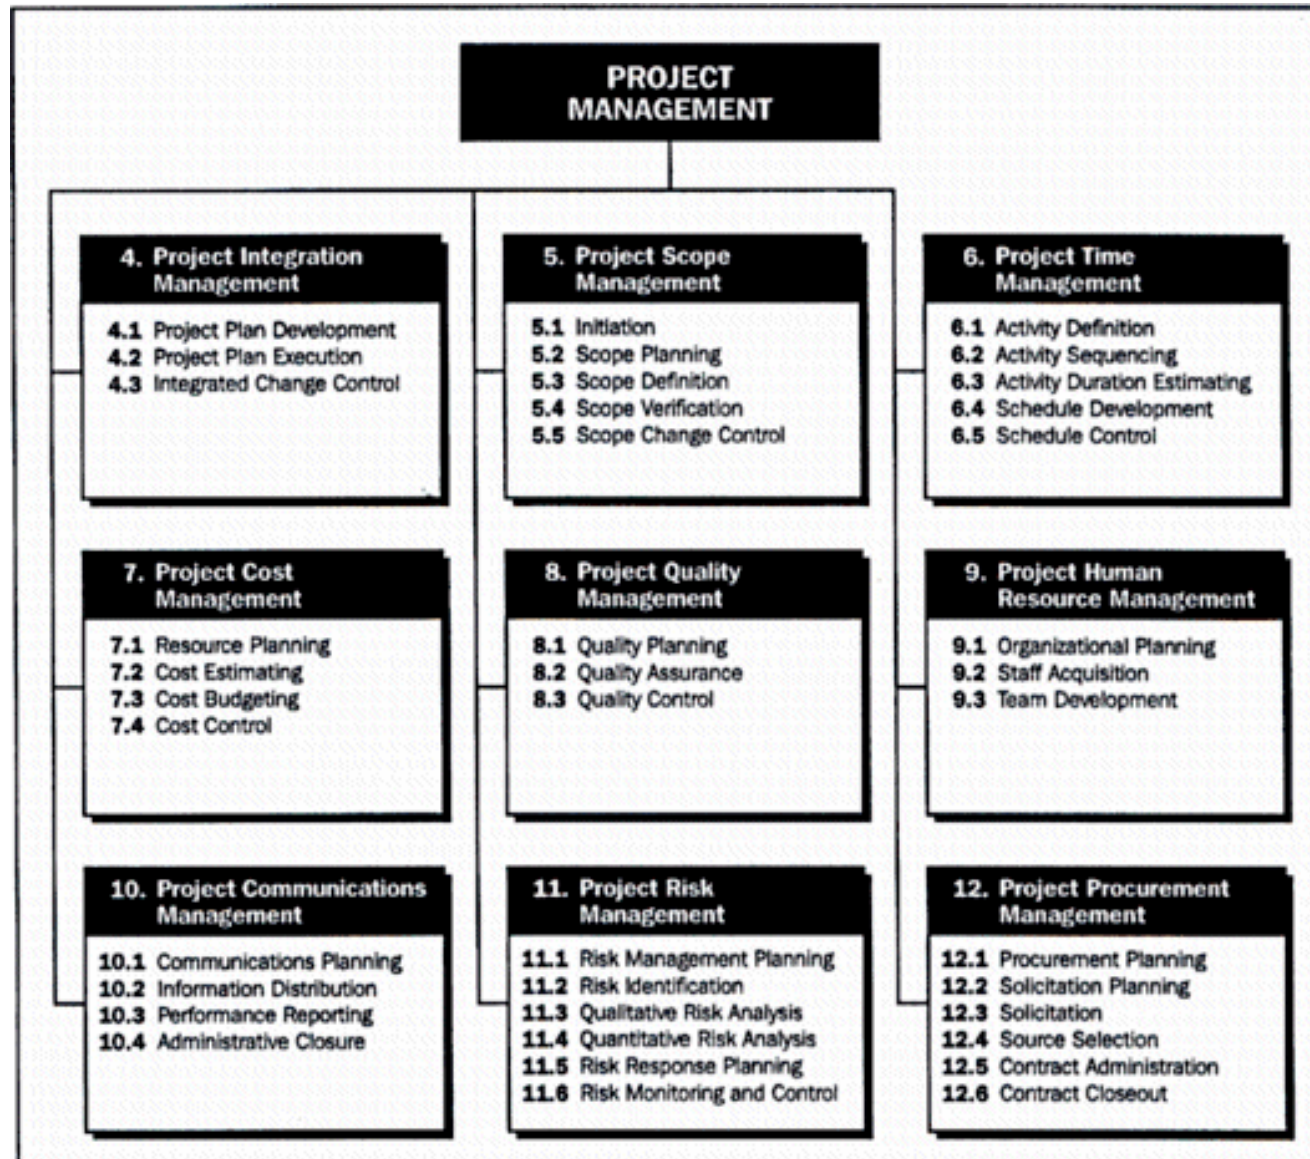 PROJECT
MANAGEMENT
4. Project Integration
Management
4.1 Project Plan Development
4.2 Project Plan Execution
4.3 Integrated Change Control
5. Project Scope
Management
5.1 Initiation
5.2 Scope Planning
5.3 Scope Definition
5.4 Scope Verification
5.5 Scope Change Control
6. Project Time
Management
6.1 Activity Definition
6.2 Activity Sequencing
6.3 Activity Duration Estimating
6.4 Schedule Development
6.5 Schedule Control
7. Project Cost
Management
7.1 Resource Planning
7.2 Cost Estimating
7.3 Cost Budgeting
7.4 Cost Control
8. Project Quality
Management
8.1 Quality Planning
8.2 Quality Assurance
8.3 Quality Control
9. Project Human
Resource Management
9.1 Organizational Planning
9.2 Staff Acquisition
9.3 Team Development
10. Project Communications
Management
10.1 Communications Planning
10.2 Information Distribution
10.3 Performance Reporting
10.4 Administrative Closure
11. Project Risk
Management
11.1 Risk Management Planning
11.2 Risk Identification
11.3 Qualitative Risk Analysis
11.4 Quantitative Risk Analysis
11.5 Risk Response Planning
11.6 Risk Monitoring and Control
12. Project Procurement
Management
12.1 Procurement Planning
12.2 Solicitation Planning
12.3 Solicitation
12.4 Source Selection
12.5 Contract Administration
12.6 Contract Closeout